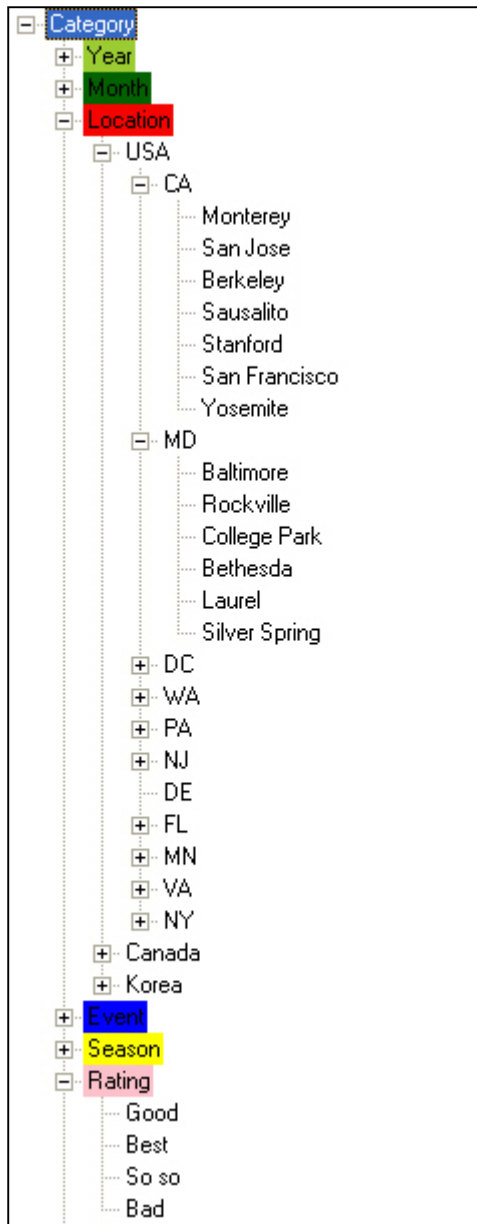 Category
Year
Month
Location
USA
CA
Monterey
San Jose
Berkeley
Sausalito
Stanford
San Francisco
Yosemite
MD
Baltimore
Rockville
College Park
Bethesda
Laurel
Silver Spring
DC
WA
PA
NJ
DE
FL
MN
VA
NY
Canada
Korea
Event
Season
Rating
Good
Best
So so
Bad